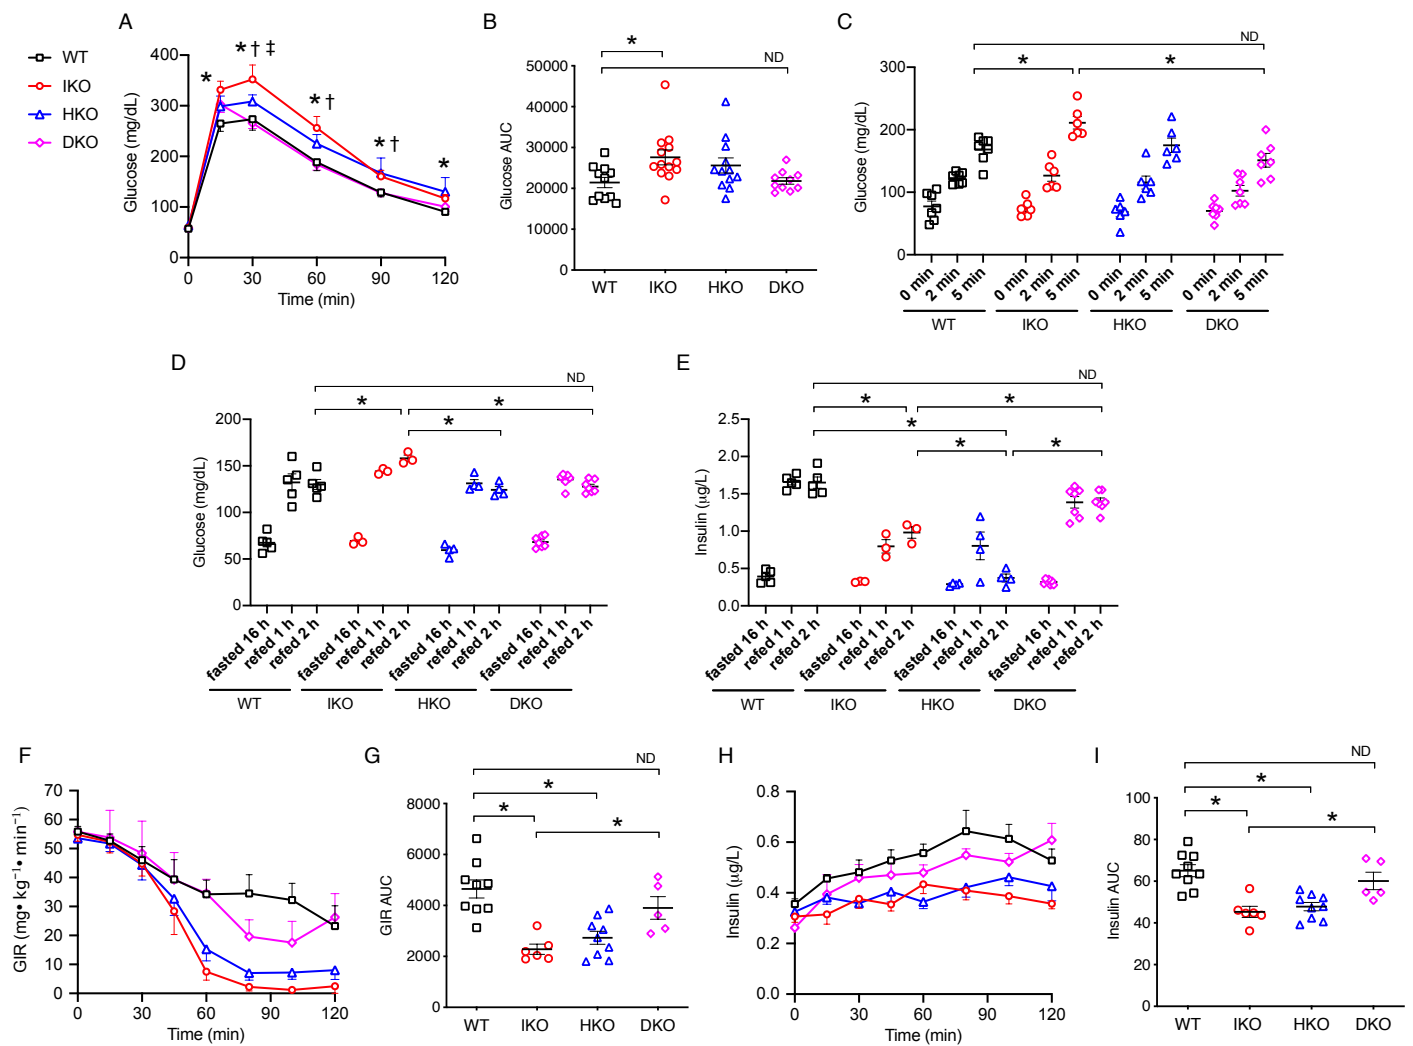 WT
IKO
HKO
DKO
A
Glucose (mg/dL)
400
300
200
100
0
* * † ‡ * † * † *
0 30 60 90 120
Time (min)
B
Glucose AUC
50000
40000
30000
20000
10000
0
*
ND
WT IKO HKO DKO
C
Glucose (mg/dL)
300
200
100
0
ND
* *
0 min 2 min 5 min 0 min 2 min 5 min 0 min 2 min 5 min 0 min 2 min 5 min
WT IKO HKO DKO
D
Glucose (mg/dL)
200
150
100
50
0
ND
* *
*
fasted 16 h refed 1 h refed 2 h fasted 16 h refed 1 h refed 2 h fasted 16 h refed 1 h refed 2 h fasted 16 h refed 1 h refed 2 h
WT IKO HKO DKO
E
Insulin (µg/L)
2.5
2.0
1.5
1.0
0.5
0.0
ND
* *
*
* *
fasted 16 h refed 1 h refed 2 h fasted 16 h refed 1 h refed 2 h fasted 16 h refed 1 h refed 2 h fasted 16 h refed 1 h refed 2 h
WT IKO HKO DKO
F
GIR (mg• kg⁻¹• min⁻¹)
70
60
50
40
30
20
10
0
0 30 60 90 120
Time (min)
G
GIR AUC
8000
6000
4000
2000
0
ND
*
*
*
WT IKO HKO DKO
H
Insulin (µg/L)
0.8
0.6
0.4
0.2
0.0
0 30 60 90 120
Time (min)
I
Insulin AUC
100
80
60
40
20
0
ND
*
*
*
WT IKO HKO DKO